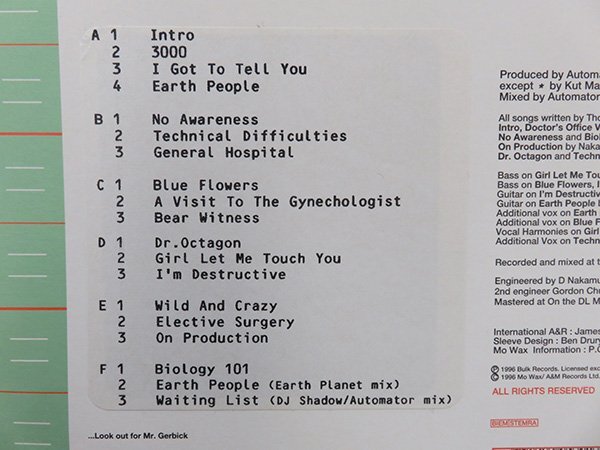 A 1 Intro
2 3000
3 I Got To Tell You
4 Earth People
B 1 No Awareness
2 Technical Difficulties
3 General Hospital
C 1 Blue Flowers
2 A Visit To The Gynechologist
3 Bear Witness
D 1 Dr.Octagon
2 Girl Let Me Touch You
3 I'm Destructive
E 1 Wild And Crazy
2 Elective Surgery
3 On Production
F 1 Biology 101
2 Earth People (Earth Planet mix)
3 Waiting List (DJ Shadow/Automator mix)
...Look out for Mr. Gerbick
Produced by Automa
except * by Kut Ma
Mixed by Automator
All songs written by Tho
Intro, Doctor's Office V
No Awareness and Biol
On Production by Naka
Dr. Octagon and Techn
Bass on Girl Let Me Tou
Bass on Blue Flowers, I
Guitar on I'm Destructiv
Guitar on Earth People
Additional vox on Earth
Additional vox on Blue F
Vocal Harmonies on Girl
Additional Vox on Techn
Recorded and mixed at t
Engineered by D Nakamu
2nd engineer Gordon Cho
Mastered at On the DL M
International A&R : James
Sleeve Design : Ben Drury
Mo Wax Information : P.O
℗ 1996 Bulk Records. Licensed exc
© 1996 Mo Wax/ A&M Records Ltd.
ALL RIGHTS RESERVED
BIEM/STEMRA